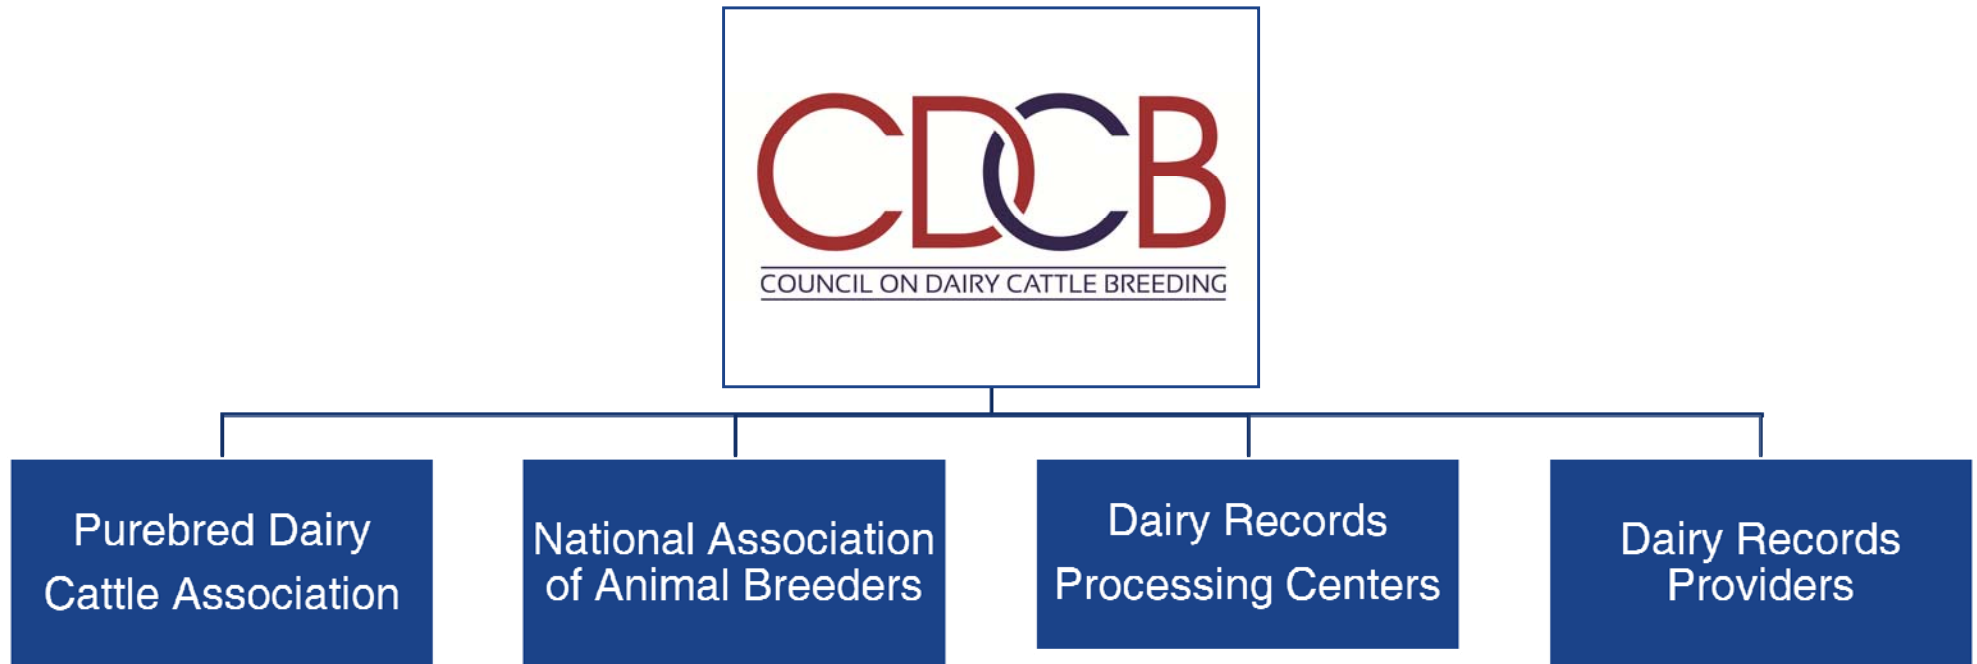 CDCB
COUNCIL ON DAIRY CATTLE BREEDING
Purebred Dairy
Cattle Association
National Association
of Animal Breeders
Dairy Records
Processing Centers
Dairy Records
Providers